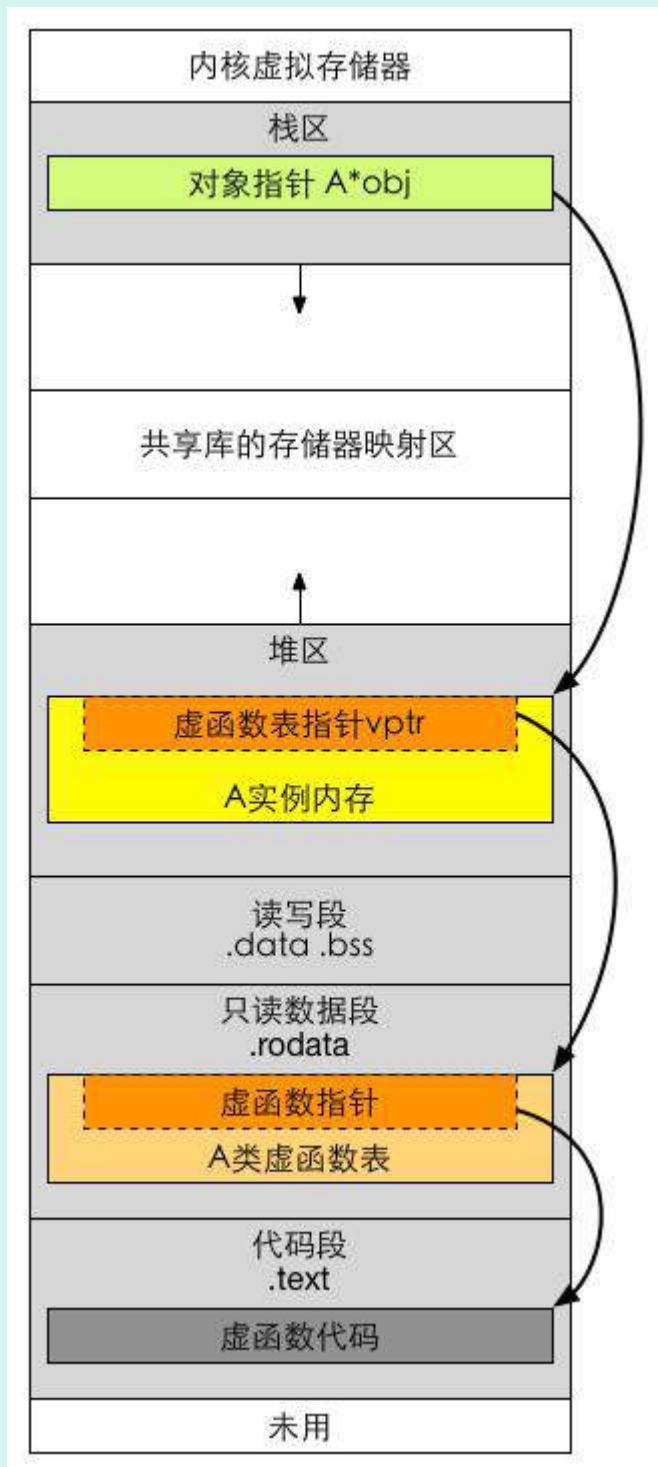 内核虚拟存储器
栈区
对象指针 A*obj
共享库的存储器映射区
堆区
虚函数表指针vptr
A实例内存
读写段
.data .bss
只读数据段
.rodata
虚函数指针
A类虚函数表
代码段
.text
虚函数代码
未用